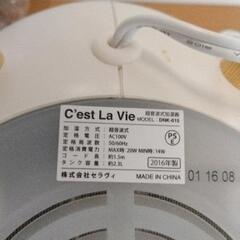 C'est La Vie 超音波式加湿器
MODEL: DNK-615
加湿方式 超音波式
定格電圧 AC100V
定格周波数 50/60Hz
定格消費電力 MAX時:20W MIN時:14W
コード長 約1.5m
タンク容量 約2.3L
2016年製
株式会社セラヴィ MADE IN CHINA
PS
E
01 16 08